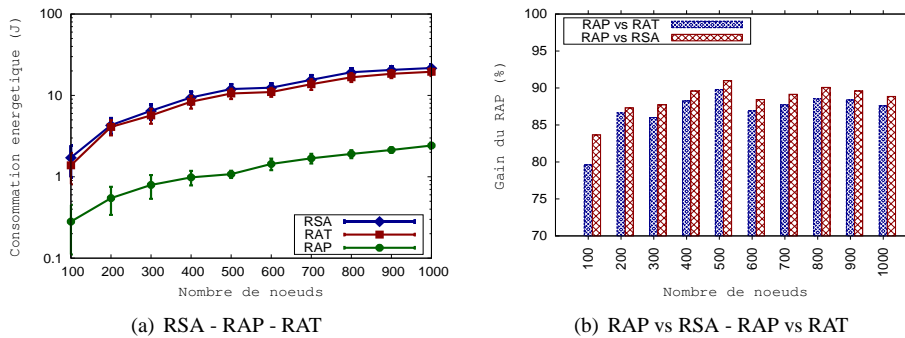 Consommation energetique (J)
100
10
1
0.1
RSA
RAT
RAP
100 200 300 400 500 600 700 800 900 1000
Nombre de noeuds
(a) RSA - RAP - RAT
Gain du RAP (%)
100
95
90
85
80
75
70
RAP vs RAT
RAP vs RSA
100 200 300 400 500 600 700 800 900 1000
Nombre de noeuds
(b) RAP vs RSA - RAP vs RAT